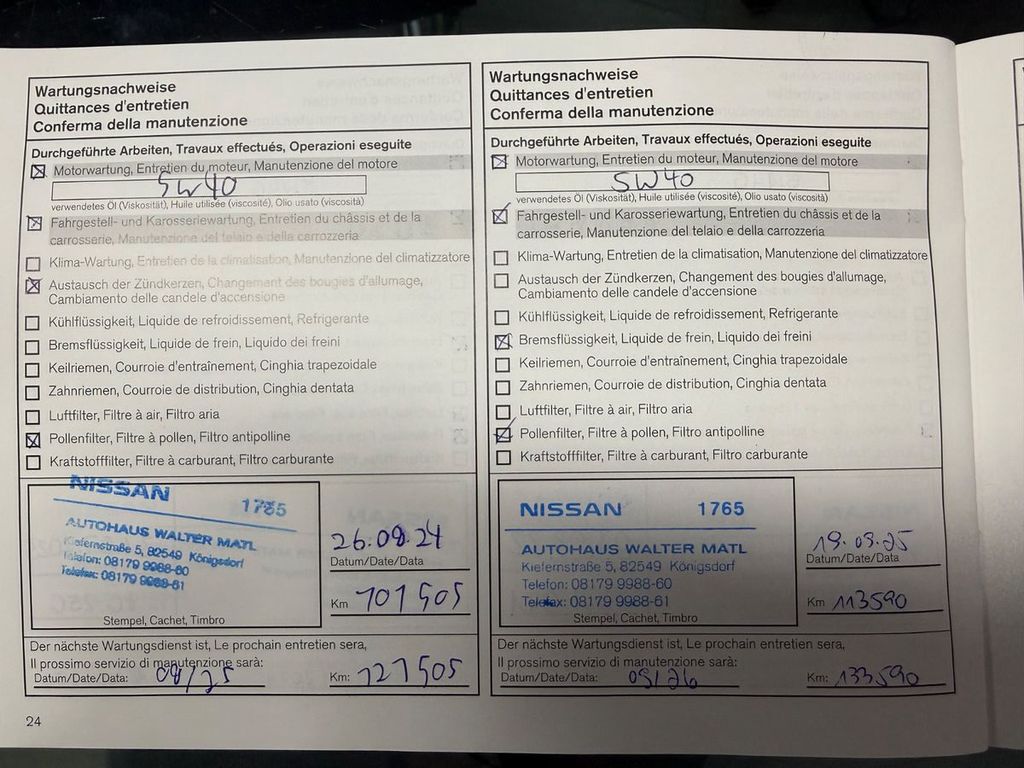 Wartungsnachweise
Quittances d'entretien
Conferma della manutenzione
Durchgeführte Arbeiten, Travaux effectués, Operazioni eseguite
Motorwartung, Entretien du moteur, Manutenzione del motore
5W40
verwendetes Öl (Viskosität), Huile utilisée (viscosité), Olio usato (viscosità)
Fahrgestell- und Karosseriewartung, Entretien du châssis et de la
carrosserie, Manutenzione del telaio e della carrozzeria
Klima-Wartung, Entretien de la climatisation, Manutenzione del climatizzatore
Austausch der Zündkerzen, Changement des bougies d'allumage,
Cambiamento delle candele d'accensione
Kühlflüssigkeit, Liquide de refroidissement, Refrigerante
Bremsflüssigkeit, Liquide de frein, Liquido dei freini
Keilriemen, Courroie d'entraînement, Cinghia trapezoidale
Zahnriemen, Courroie de distribution, Cinghia dentata
Luftfilter, Filtre à air, Filtro aria
Pollenfilter, Filtre à pollen, Filtro antipolline
Kraftstofffilter, Filtre à carburant, Filtro carburante
NISSAN 1765
AUTOHAUS WALTER MATL
Kiefernstraße 5, 82549 Königsdorf
Telefon: 08179 9988-60
Telefax: 08179 9988-61
Stempel, Cachet, Timbro
26.08.24
Datum/Date/Data
Km 101505
Der nächste Wartungsdienst ist, Le prochain entretien sera,
Il prossimo servizio di manutenzione sarà:
Datum/Date/Data: 08/25
Km: 121505
24
Wartungsnachweise
Quittances d'entretien
Conferma della manutenzione
Durchgeführte Arbeiten, Travaux effectués, Operazioni eseguite
Motorwartung, Entretien du moteur, Manutenzione del motore
5W40
verwendetes Öl (Viskosität), Huile utilisée (viscosité), Olio usato (viscosità)
Fahrgestell- und Karosseriewartung, Entretien du châssis et de la
carrosserie, Manutenzione del telaio e della carrozzeria
Klima-Wartung, Entretien de la climatisation, Manutenzione del climatizzatore
Austausch der Zündkerzen, Changement des bougies d'allumage,
Cambiamento delle candele d'accensione
Kühlflüssigkeit, Liquide de refroidissement, Refrigerante
Bremsflüssigkeit, Liquide de frein, Liquido dei freini
Keilriemen, Courroie d'entraînement, Cinghia trapezoidale
Zahnriemen, Courroie de distribution, Cinghia dentata
Luftfilter, Filtre à air, Filtro aria
Pollenfilter, Filtre à pollen, Filtro antipolline
Kraftstofffilter, Filtre à carburant, Filtro carburante
NISSAN 1765
AUTOHAUS WALTER MATL
Kiefernstraße 5, 82549 Königsdorf
Telefon: 08179 9988-60
Telefax: 08179 9988-61
Stempel, Cachet, Timbro
19.09.25
Datum/Date/Data
Km 113590
Der nächste Wartungsdienst ist, Le prochain entretien sera,
Il prossimo servizio di manutenzione sarà:
Datum/Date/Data: 09/26
Km: 133590